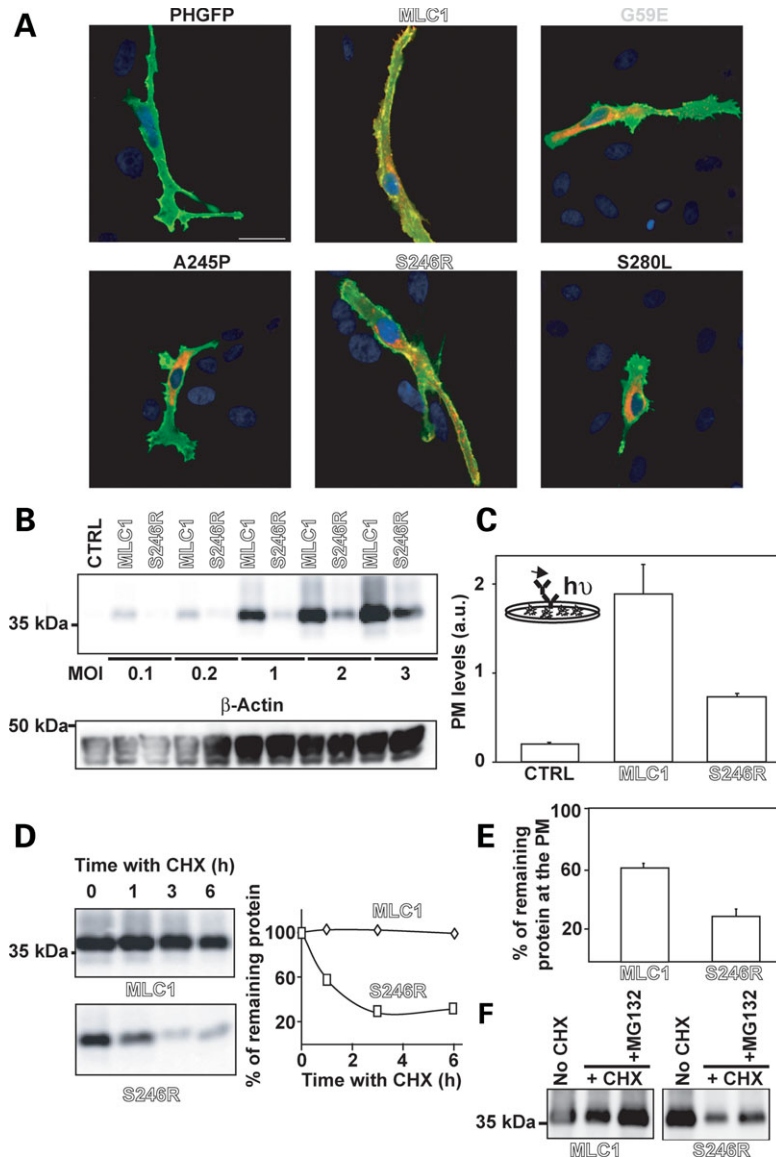 A
PHGFP MLC1 G59E
A245P S246R S280L
B
CTRL MLC1 S246R MLC1 S246R MLC1 S246R MLC1 S246R MLC1 S246R
35 kDa
MOI 0.1 0.2 1 2 3
β-Actin
50 kDa
C
hυ
PM levels (a.u.)
2
1
0
CTRL MLC1 S246R
D
Time with CHX (h)
0 1 3 6
35 kDa
MLC1
S246R
% of remaining protein
100
60
20
MLC1
S246R
0 2 4 6
Time with CHX (h)
E
% of remaining
protein at the PM
100
60
20
MLC1 S246R
F
No CHX + CHX +MG132
No CHX + CHX +MG132
35 kDa
MLC1 S246R